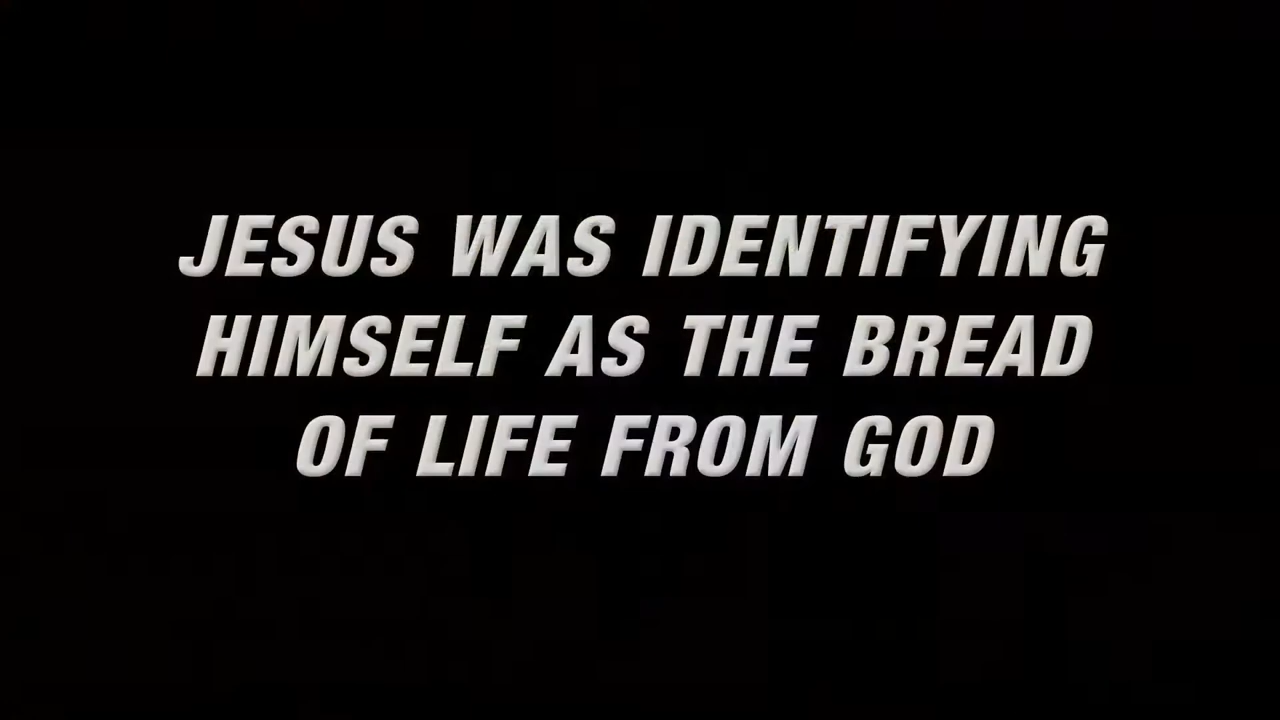 JESUS WAS IDENTIFYING
HIMSELF AS THE BREAD
OF LIFE FROM GOD